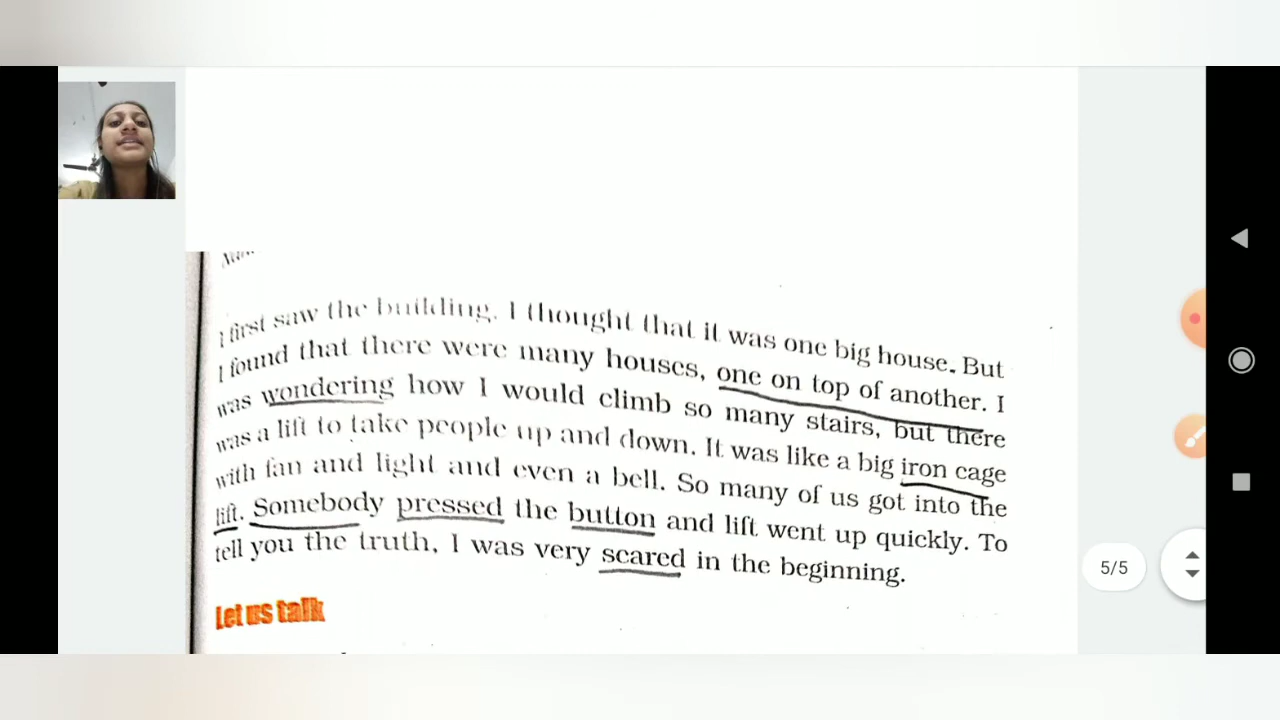 I first saw the building. I thought that it was one big house. But
I found that there were many houses, one on top of another. I
was wondering how I would climb so many stairs, but there
was a lift to take people up and down. It was like a big iron cage
with fan and light and even a bell. So many of us got into the
lift. Somebody pressed the button and lift went up quickly. To
tell you the truth, I was very scared in the beginning.
Let us talk
5/5